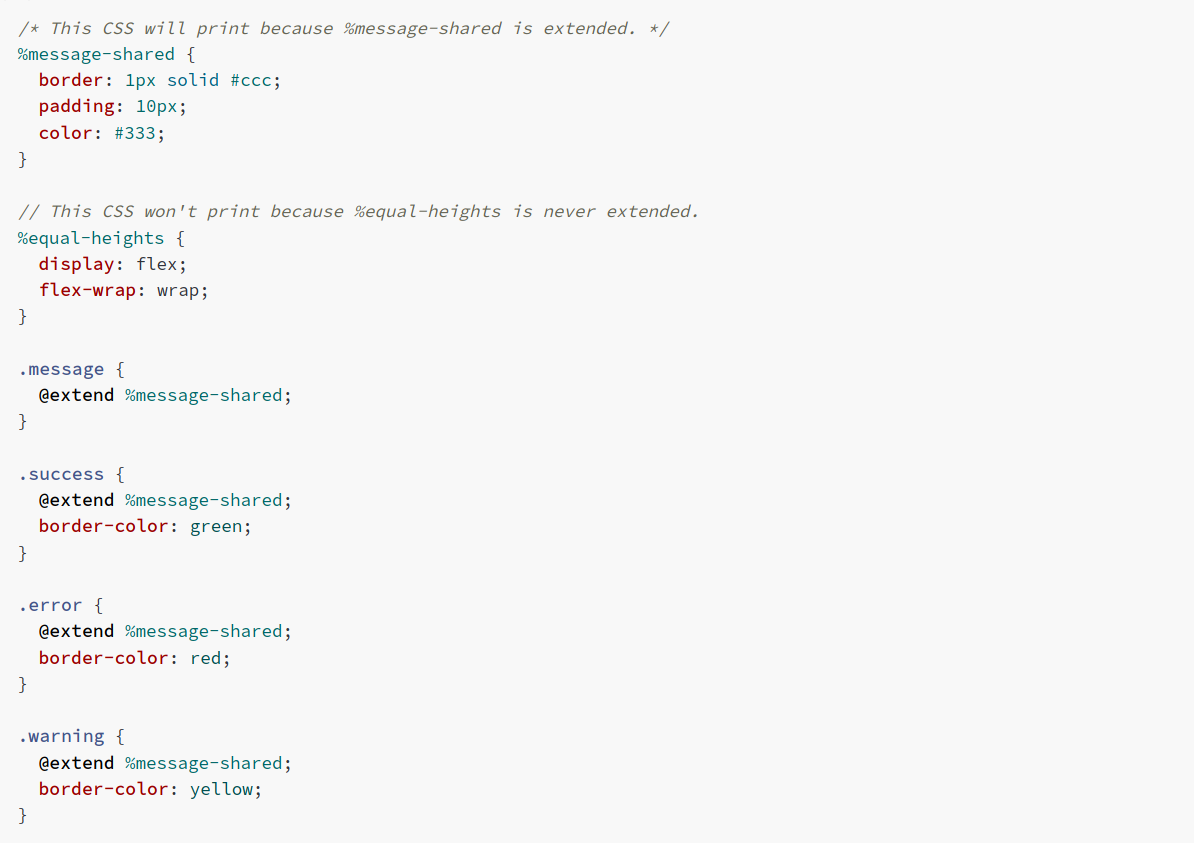 /* This CSS will print because %message-shared is extended. */
%message-shared {
  border: 1px solid #ccc;
  padding: 10px;
  color: #333;
}

// This CSS won't print because %equal-heights is never extended.
%equal-heights {
  display: flex;
  flex-wrap: wrap;
}

.message {
  @extend %message-shared;
}

.success {
  @extend %message-shared;
  border-color: green;
}

.error {
  @extend %message-shared;
  border-color: red;
}

.warning {
  @extend %message-shared;
  border-color: yellow;
}